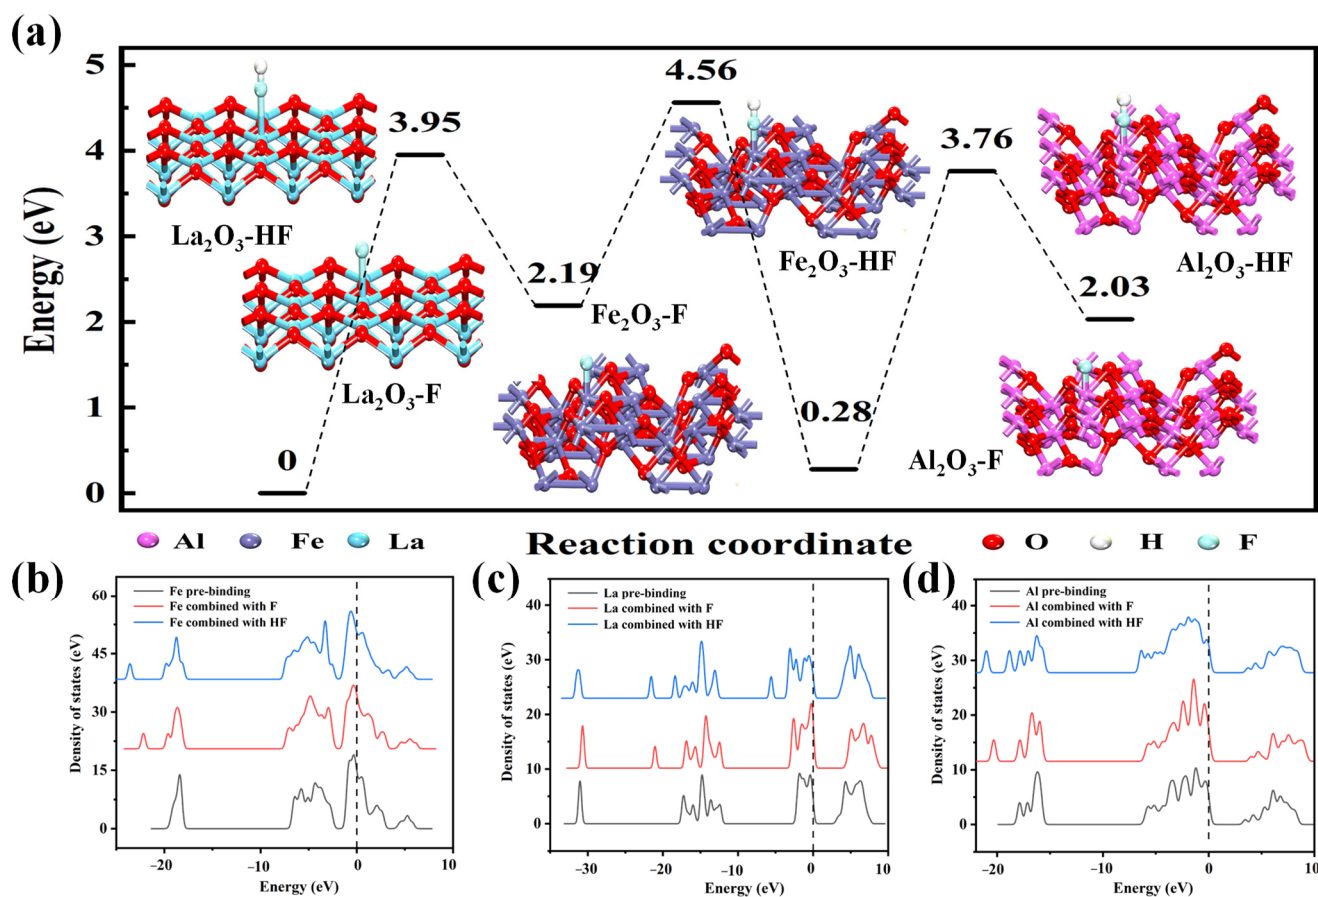 (a)
Energy (eV)
5
4
3
2
1
0
0
3.95
2.19
4.56
0.28
3.76
2.03
La₂O₃-HF
La₂O₃-F
Fe₂O₃-F
Fe₂O₃-HF
Al₂O₃-F
Al₂O₃-HF
Al Fe La
Reaction coordinate
O H F
(b)
Density of states (eV)
60
45
30
15
0
Fe pre-binding
Fe combined with F
Fe combined with HF
−20 −10 0 10
Energy (eV)
(c)
Density of states (eV)
40
30
20
10
0
La pre-binding
La combined with F
La combined with HF
−30 −20 −10 0 10
Energy (eV)
(d)
Density of states (eV)
40
30
20
10
0
Al pre-binding
Al combined with F
Al combined with HF
−20 −10 0 10
Energy (eV)